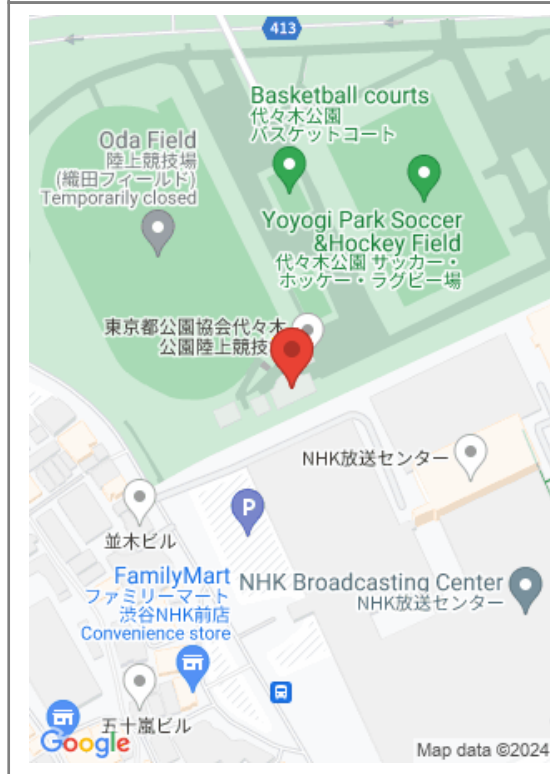 413
Basketball courts
代々木公園
バスケットコート
Oda Field
陸上競技場
(織田フィールド)
Temporarily closed
Yoyogi Park Soccer
&Hockey Field
代々木公園 サッカー・
ホッケー・ラグビー場
東京都公園協会代々木
公園陸上競技
NHK放送センター
P
並木ビル
FamilyMart
ファミリーマート
渋谷NHK前店
Convenience store
NHK Broadcasting Center
NHK放送センター
五十嵐ビル
Google
Map data ©2024